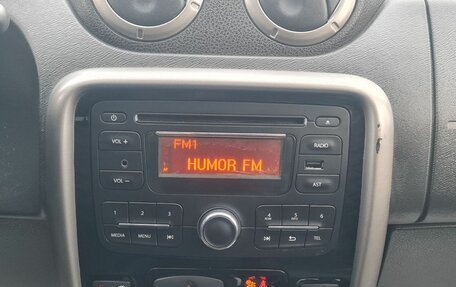 VOL +
RADIO
FM1
HUMOR FM
VOL –
AST
1 2 3
4 5 6
MEDIA MENU
TEL